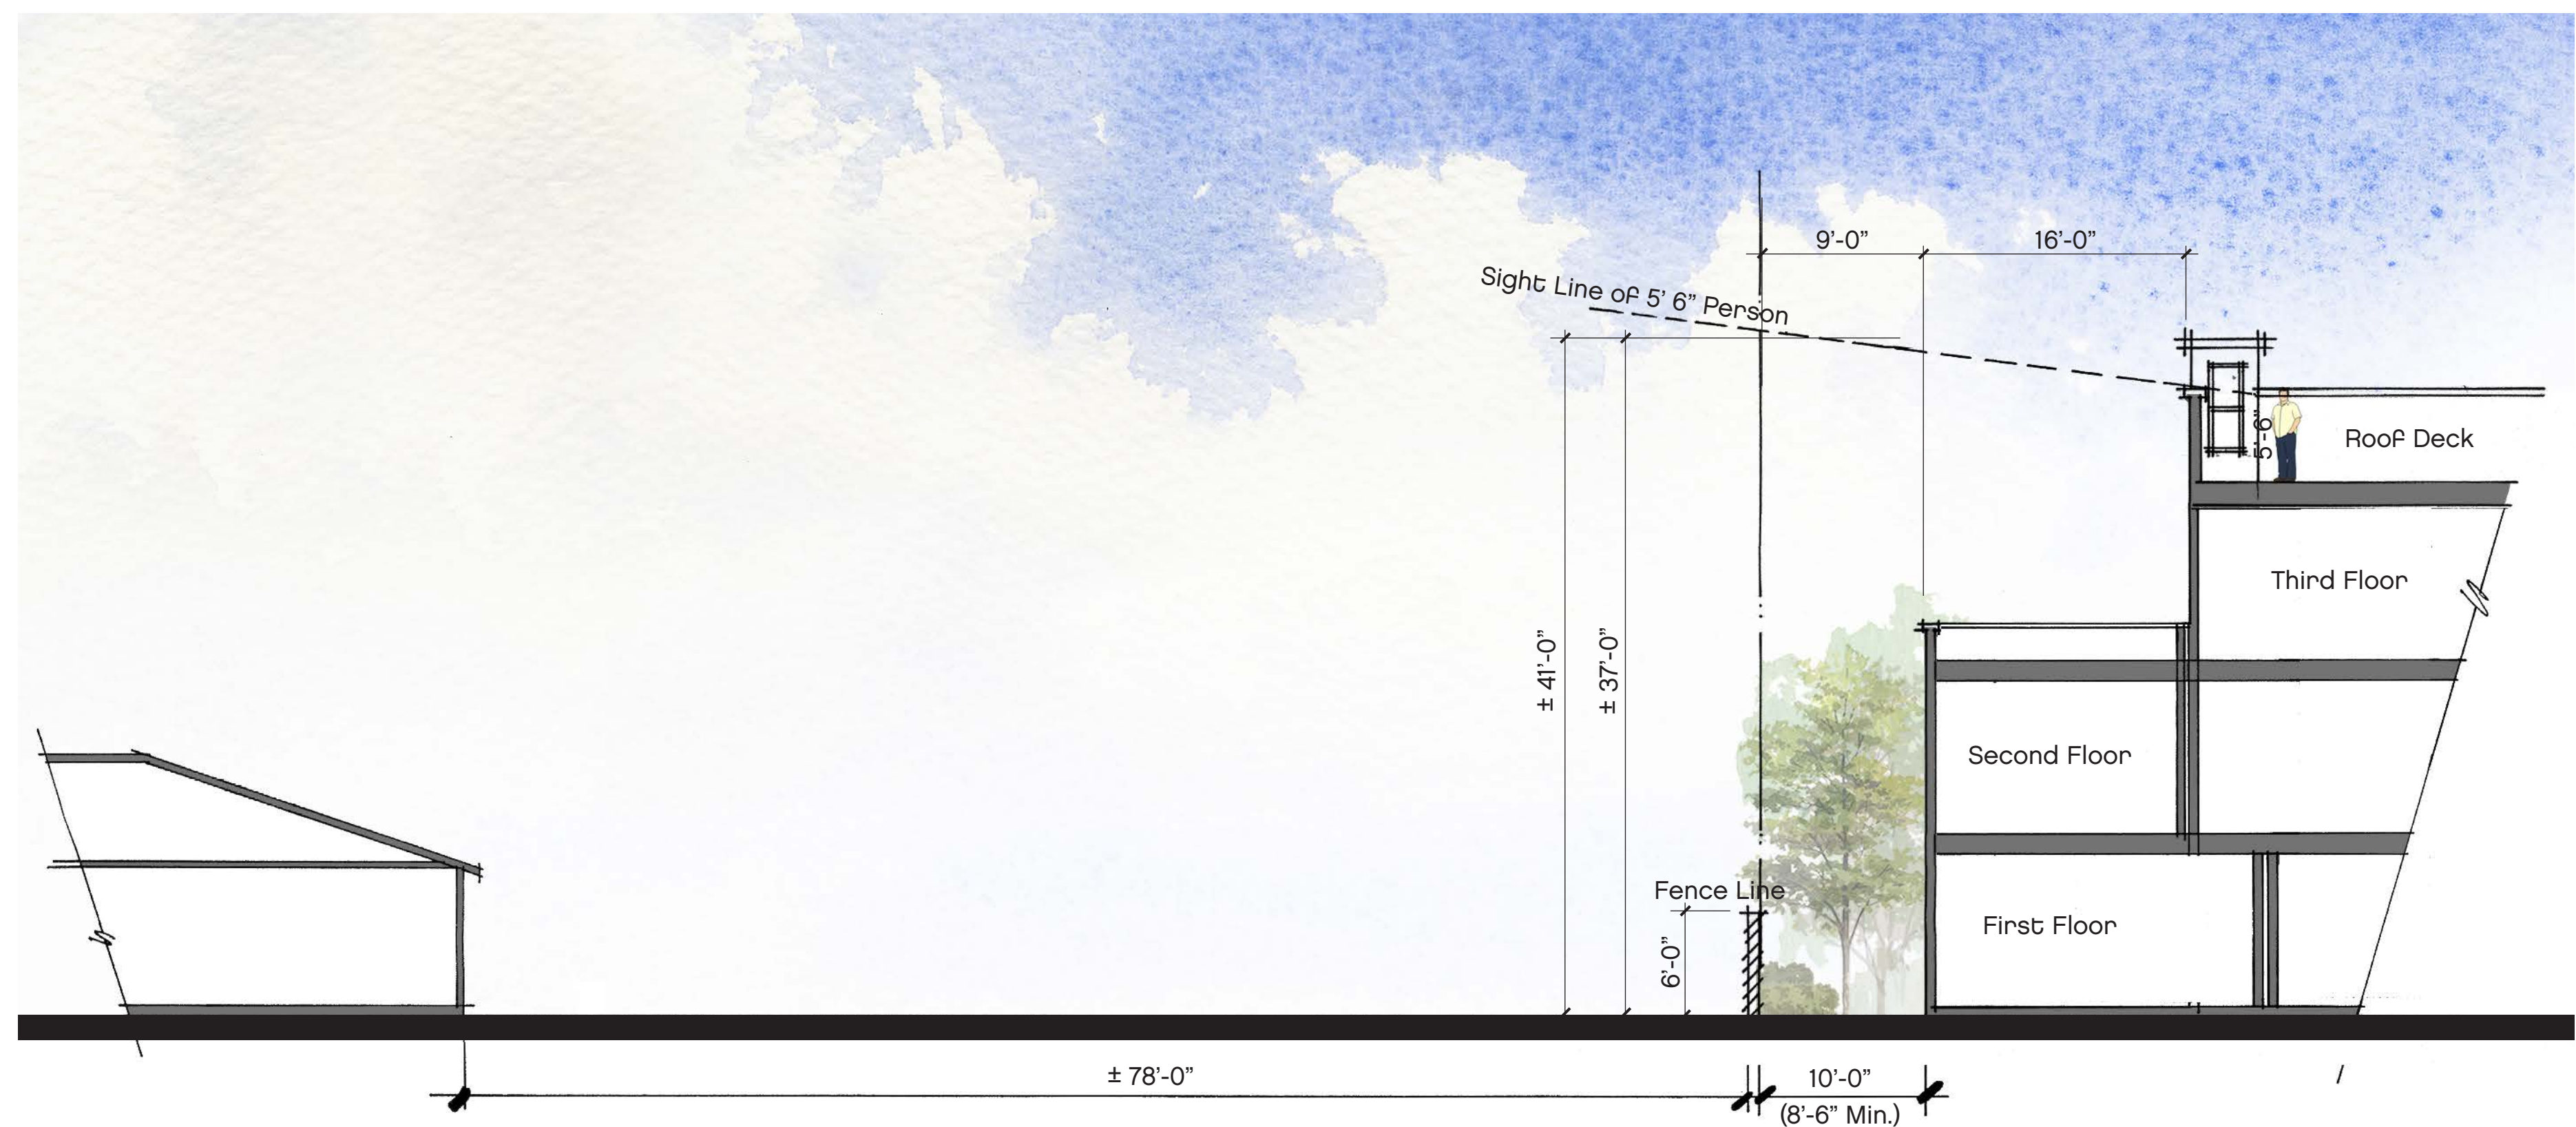 9’-0”
16’-0”
Sight Line of 5’ 6” Person
5’-6”
Roof Deck
Third Floor
± 41’-0”
± 37’-0”
Second Floor
Fence Line
First Floor
6’-0”
± 78’-0”
10’-0”
(8’-6” Min.)